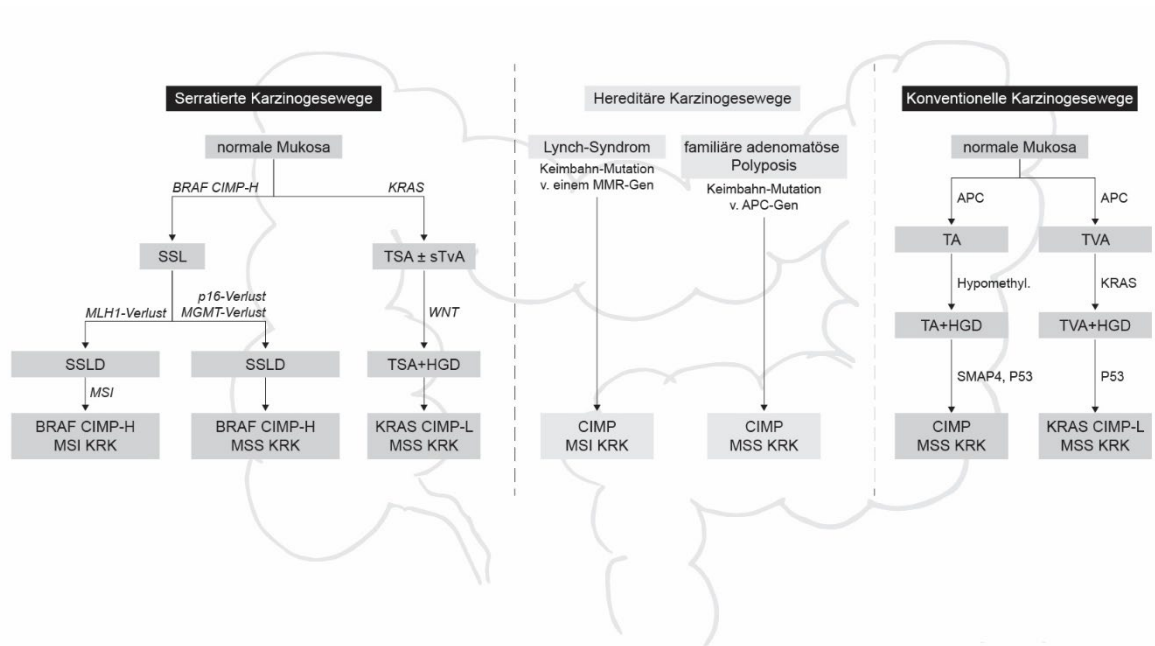 Serratierte Karzinogesewege
normale Mukosa
BRAF CIMP-H
KRAS
SSL
TSA ± sTvA
MLH1-Verlust
p16-Verlust
MGMT-Verlust
WNT
SSLD
SSLD
TSA+HGD
MSI
BRAF CIMP-H
MSI KRK
BRAF CIMP-H
MSS KRK
KRAS CIMP-L
MSS KRK
Hereditäre Karzinogesewege
Lynch-Syndrom
Keimbahn-Mutation
v. einem MMR-Gen
familiäre adenomatöse
Polyposis
Keimbahn-Mutation
v. APC-Gen
CIMP
MSI KRK
CIMP
MSS KRK
Konventionelle Karzinogesewege
normale Mukosa
APC
APC
TA
TVA
Hypomethyl.
KRAS
TA+HGD
TVA+HGD
SMAP4, P53
P53
CIMP
MSS KRK
KRAS CIMP-L
MSS KRK